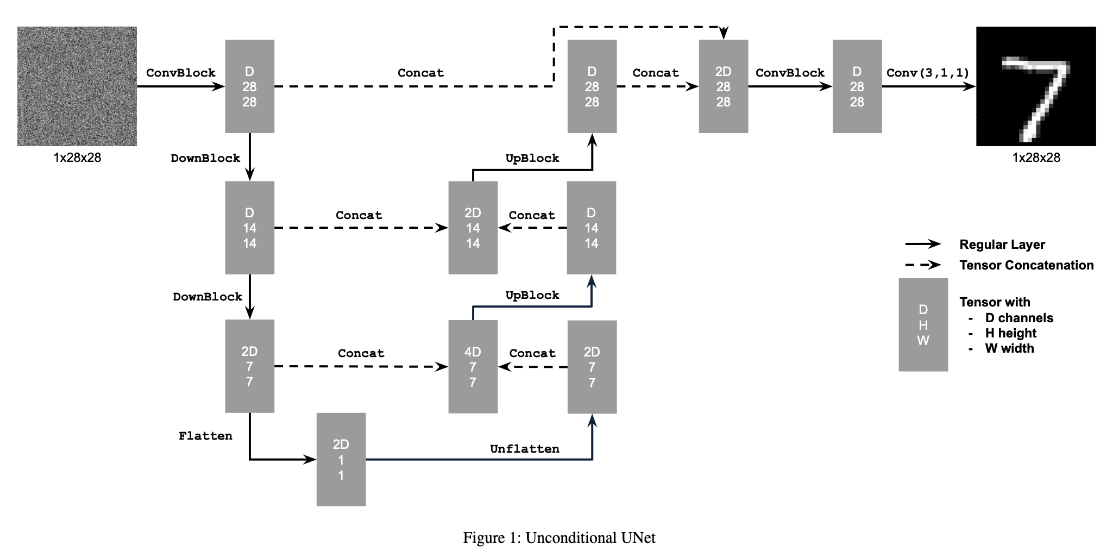 ConvBlock
Concat
Concat
ConvBlock
Conv(3,1,1)
D
28
28
D
28
28
2D
28
28
D
28
28
1x28x28
1x28x28
DownBlock
UpBlock
D
14
14
Concat
2D
14
14
Concat
D
14
14
DownBlock
UpBlock
2D
7
7
Concat
4D
7
7
Concat
2D
7
7
Flatten
2D
1
1
Unflatten
Regular Layer
Tensor Concatenation
D
H
W
Tensor with
- D channels
- H height
- W width
7
Figure 1: Unconditional UNet